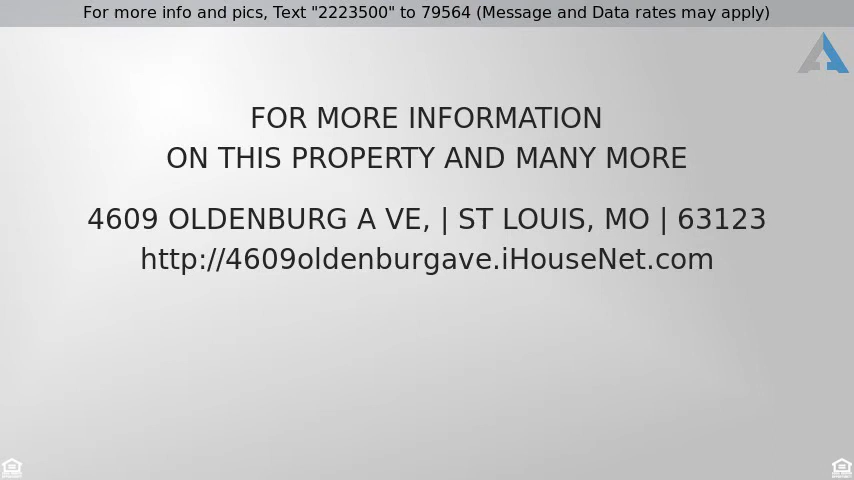 For more info and pics, Text "2223500" to 79564 (Message and Data rates may apply)
FOR MORE INFORMATION
ON THIS PROPERTY AND MANY MORE
4609 OLDENBURG A VE, | ST LOUIS, MO | 63123
http://4609oldenburgave.iHouseNet.com